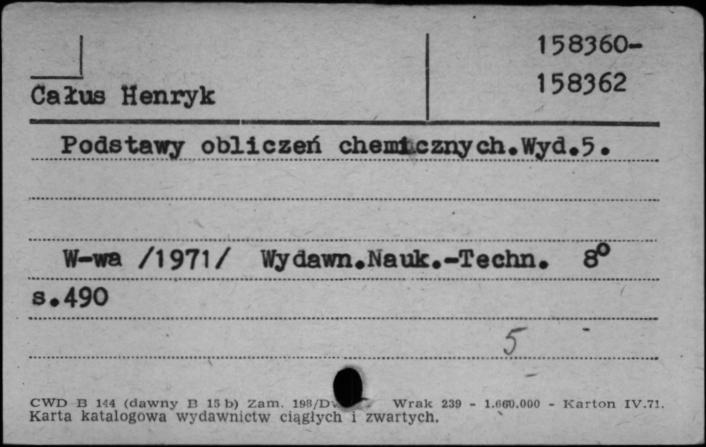 158360-
158362
Całus Henryk
Podstawy obliczeń chemicznych.Wyd.5.
W-wa /1971/ Wydawn.Nauk.-Techn. 8°
s.490
5
CWD B 144 (dawny B 15 b) Zam. 198/D Wrak 239 - 1.660.000 - Karton IV.71.
Karta katalogowa wydawnictw ciągłych i zwartych.